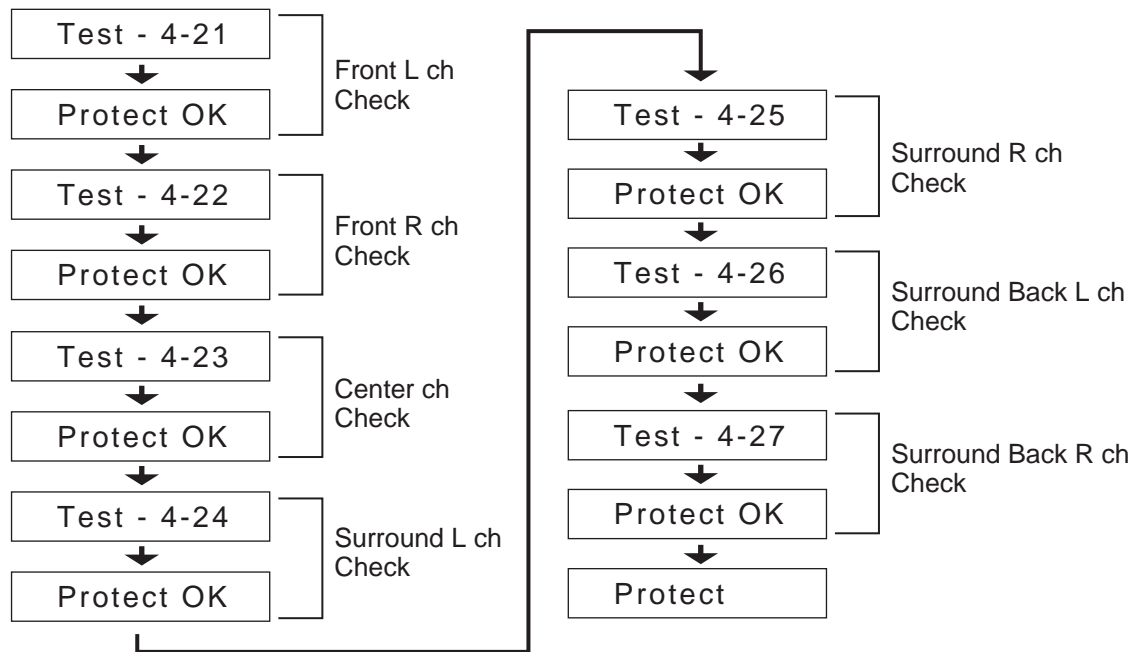 Test - 4-21
Protect OK
Front L ch
Check
Test - 4-22
Protect OK
Front R ch
Check
Test - 4-23
Protect OK
Center ch
Check
Test - 4-24
Protect OK
Surround L ch
Check
Test - 4-25
Protect OK
Surround R ch
Check
Test - 4-26
Protect OK
Surround Back L ch
Check
Test - 4-27
Protect OK
Surround Back R ch
Check
Protect